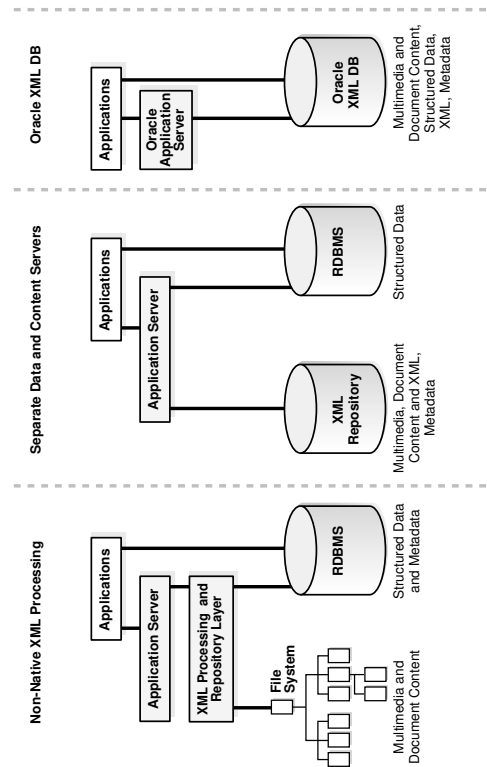 Non-Native XML Processing
Applications
Application Server
XML Processing and
Repository Layer
File
System
RDBMS
Multimedia and
Document Content
Structured Data
and Metadata
Separate Data and Content Servers
Applications
Application Server
XML
Repository
RDBMS
Multimedia, Document
Content and XML,
Metadata
Structured Data
Oracle XML DB
Applications
Oracle
Application
Server
Oracle
XML DB
Multimedia and
Document Content,
Structured Data,
XML, Metadata